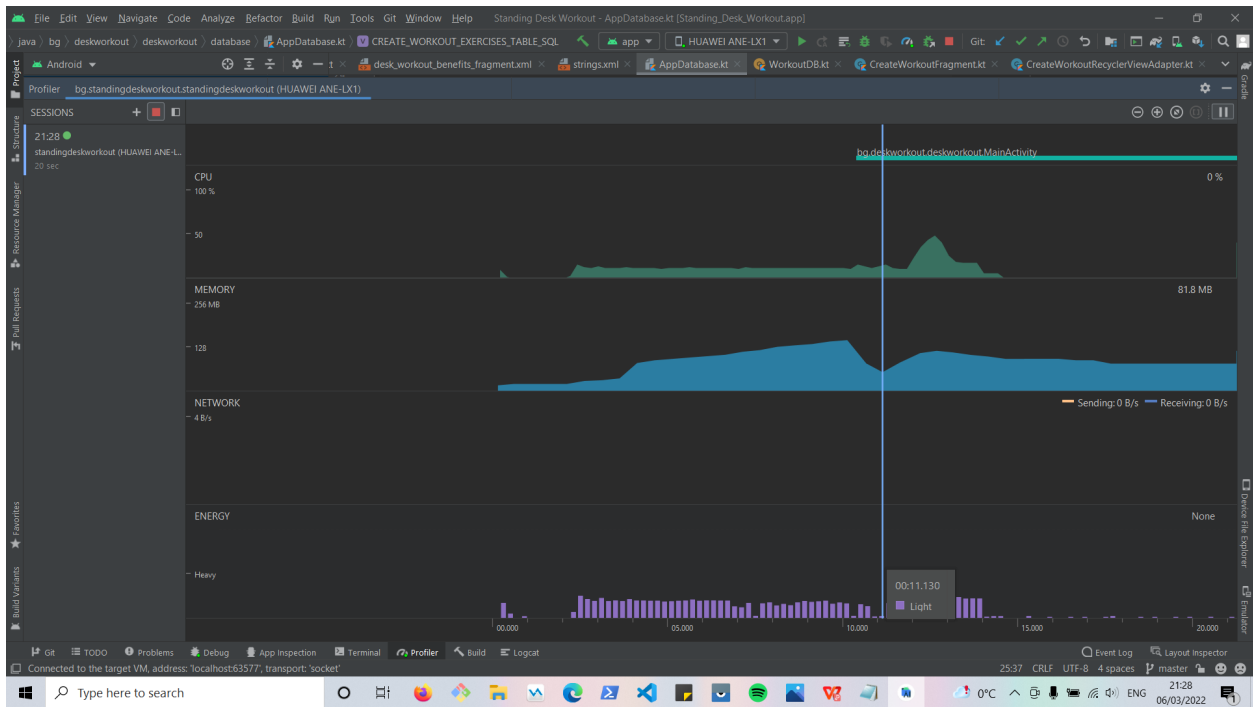 File Edit View Navigate Code Analyze Refactor Build Run Tools Git Window Help Standing Desk Workout - AppDatabase.kt [Standing_Desk_Workout.app]
java bg deskworkout deskworkout database AppDatabase.kt CREATE_WORKOUT_EXERCISES_TABLE_SQL app HUAWEI ANE-LX1 Git:
Android desk_workout_benefits_fragment.xml strings.xml AppDatabase.kt WorkoutDB.kt CreateWorkoutFragment.kt CreateWorkoutRecyclerViewAdapter.kt
Profiler bg.standingdeskworkout.standingdeskworkout (HUAWEI ANE-LX1)
SESSIONS
21:28
standingdeskworkout (HUAWEI ANE-L...
20 sec
bg.deskworkout.deskworkout.MainActivity
CPU 0 %
100 %
50
MEMORY 81.8 MB
256 MB
128
NETWORK Sending: 0 B/s Receiving: 0 B/s
4 B/s
ENERGY None
Heavy
00:11.130
Light
00.000 05.000 10.000 15.000 20.000
Project
Structure
Resource Manager
Pull Requests
Favorites
Build Variants
Gradle
Device File Explorer
Emulator
Git TODO Problems Debug App Inspection Terminal Profiler Build Logcat Event Log Layout Inspector
Connected to the target VM, address: 'localhost:63577', transport: 'socket' 25:37 CRLF UTF-8 4 spaces master
Type here to search 0°C ENG 21:28
06/03/2022